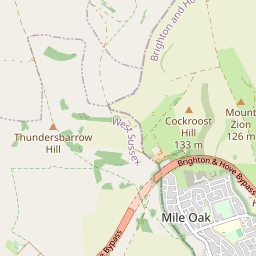 Brighton and Ho
West Sussex
Thundersbarrow
Hill
Cockroost
Hill
133 m
Mount
Zion
126 m
Brighton & Hove Bypass
Mile Oak
Bypass